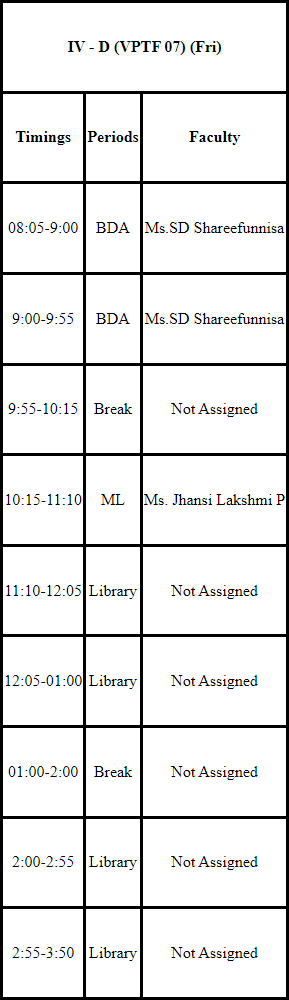 IV - D (VPTF 07) (Fri)
Timings Periods Faculty
08:05-9:00 BDA Ms.SD Shareefunnisa
9:00-9:55 BDA Ms.SD Shareefunnisa
9:55-10:15 Break Not Assigned
10:15-11:10 ML Ms. Jhansi Lakshmi P
11:10-12:05 Library Not Assigned
12:05-01:00 Library Not Assigned
01:00-2:00 Break Not Assigned
2:00-2:55 Library Not Assigned
2:55-3:50 Library Not Assigned